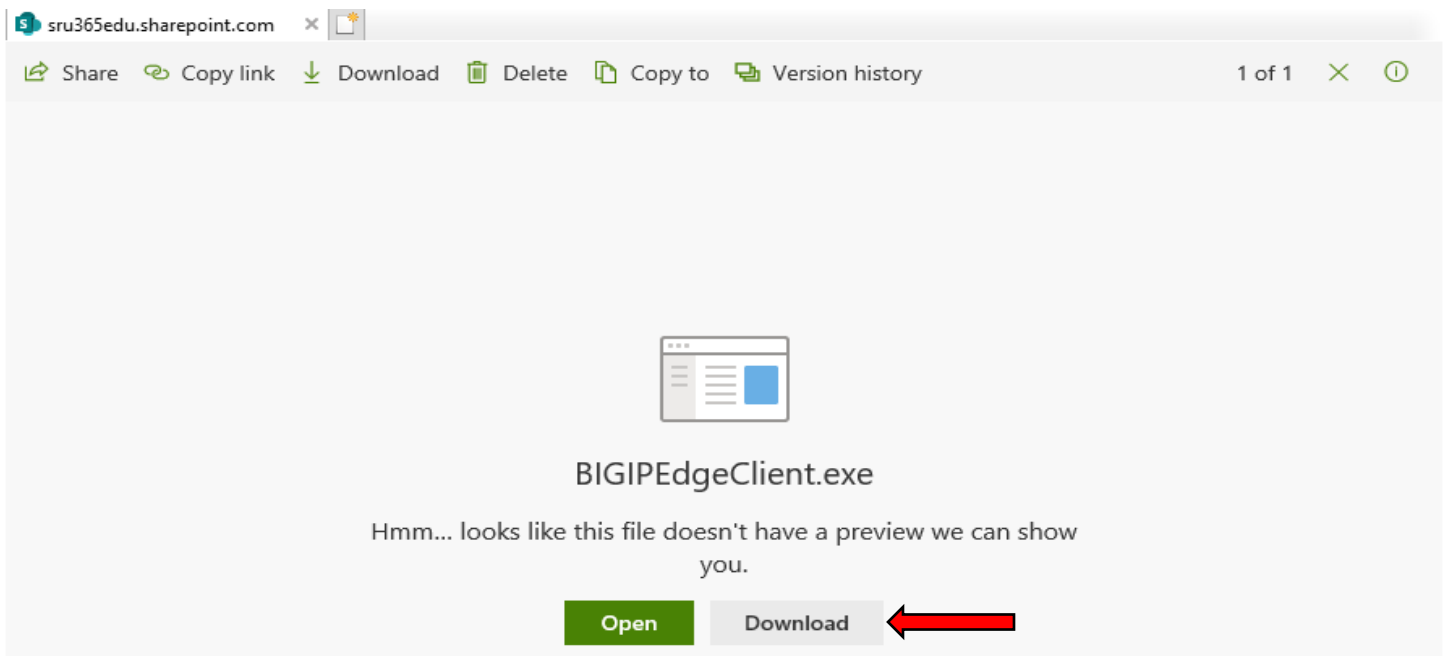 sru365edu.sharepoint.com
Share Copy link Download Delete Copy to Version history 1 of 1
BIGIPEdgeClient.exe
Hmm... looks like this file doesn't have a preview we can show
you.
Open Download